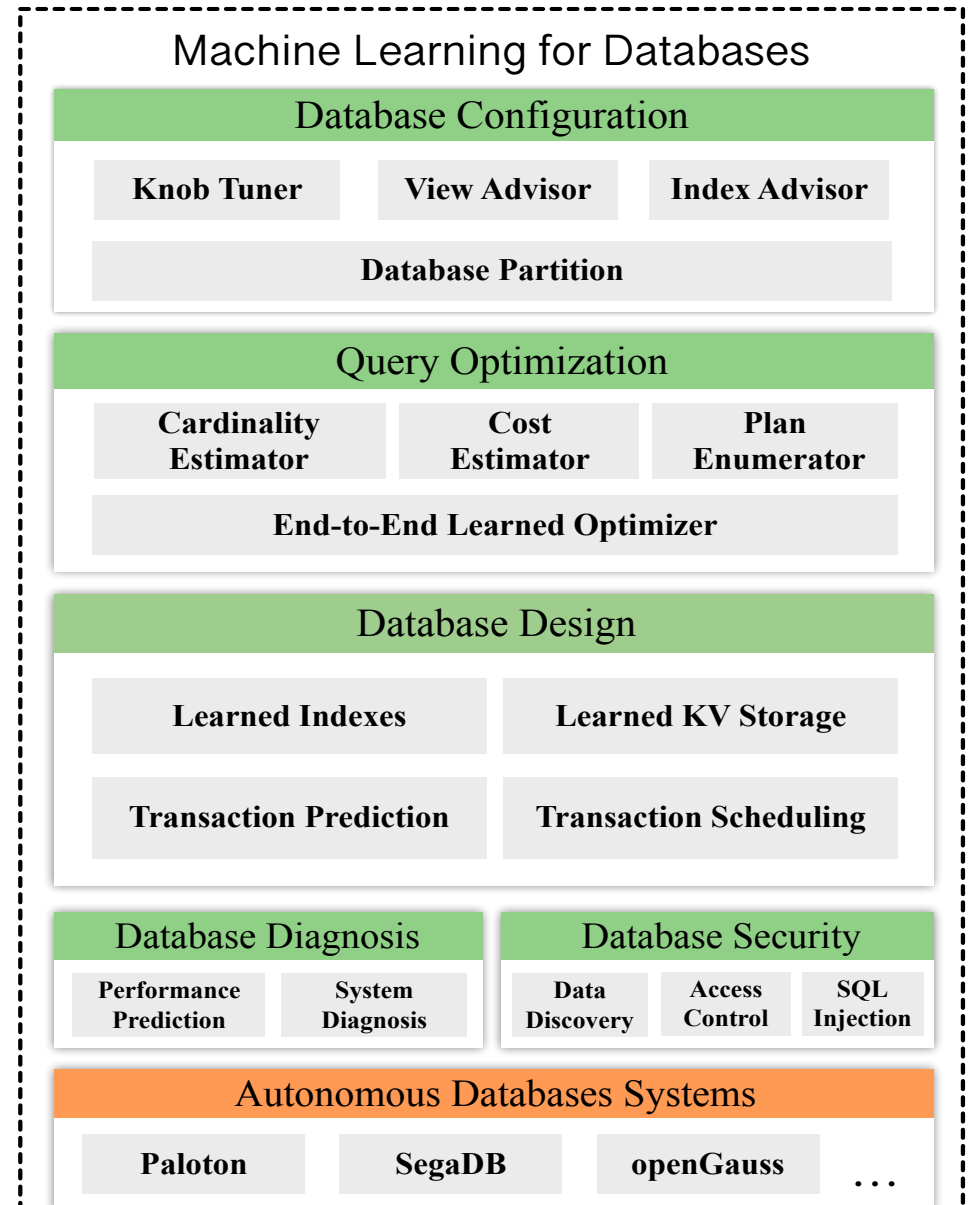 Machine Learning for Databases
Database Configuration
Knob Tuner
View Advisor
Index Advisor
Database Partition
Query Optimization
Cardinality
Estimator
Cost
Estimator
Plan
Enumerator
End-to-End Learned Optimizer
Database Design
Learned Indexes
Learned KV Storage
Transaction Prediction
Transaction Scheduling
Database Diagnosis
Performance
Prediction
System
Diagnosis
Database Security
Data
Discovery
Access
Control
SQL
Injection
Autonomous Databases Systems
Paloton
SegaDB
openGauss
...